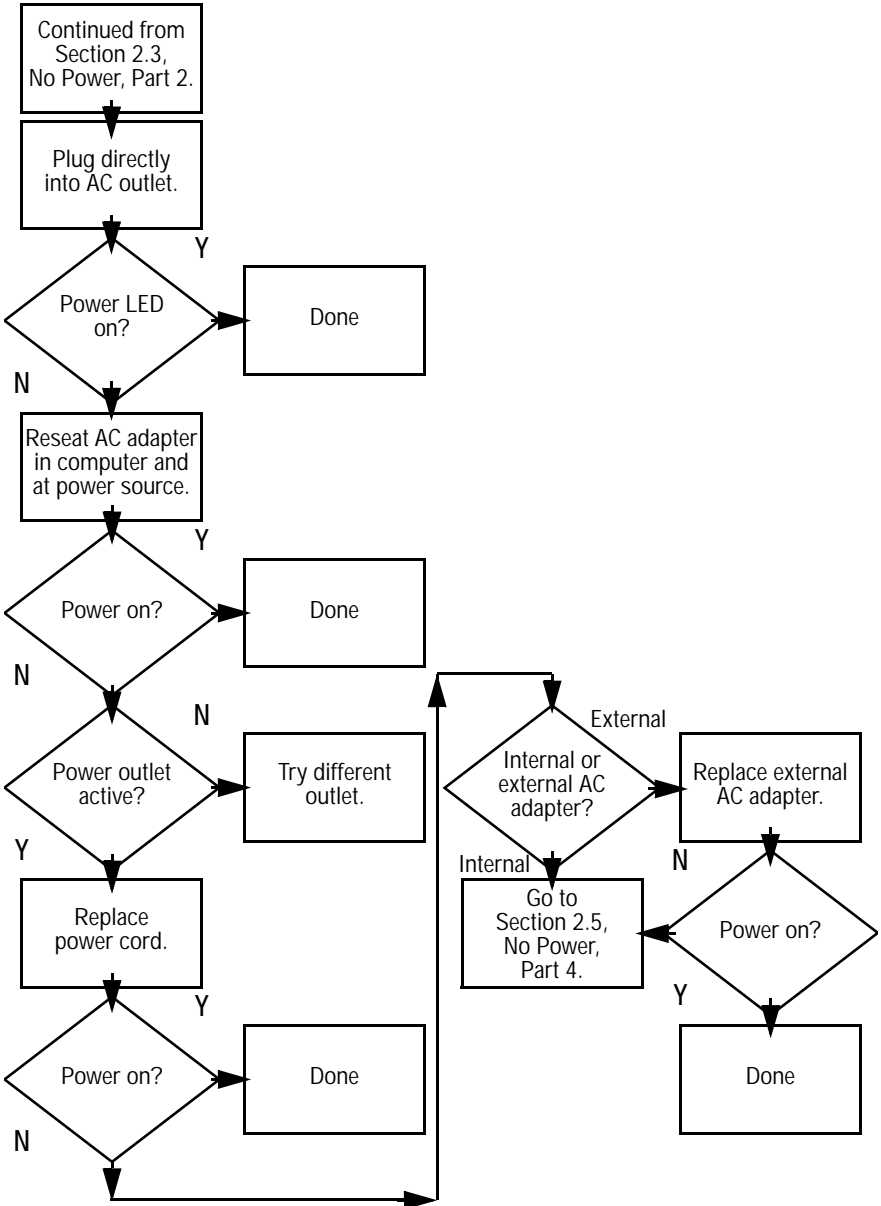 Continued from
Section 2.3,
No Power, Part 2.
Plug directly
into AC outlet.
Y
Power LED
on?
Done
N
Reseat AC adapter
in computer and
at power source.
Y
Power on?
Done
N
N
Power outlet
active?
Try different
outlet.
Y
Replace
power cord.
Y
Power on?
Done
N
External
Internal or
external AC
adapter?
Replace external
AC adapter.
Internal
N
Go to
Section 2.5,
No Power,
Part 4.
Power on?
Y
Done